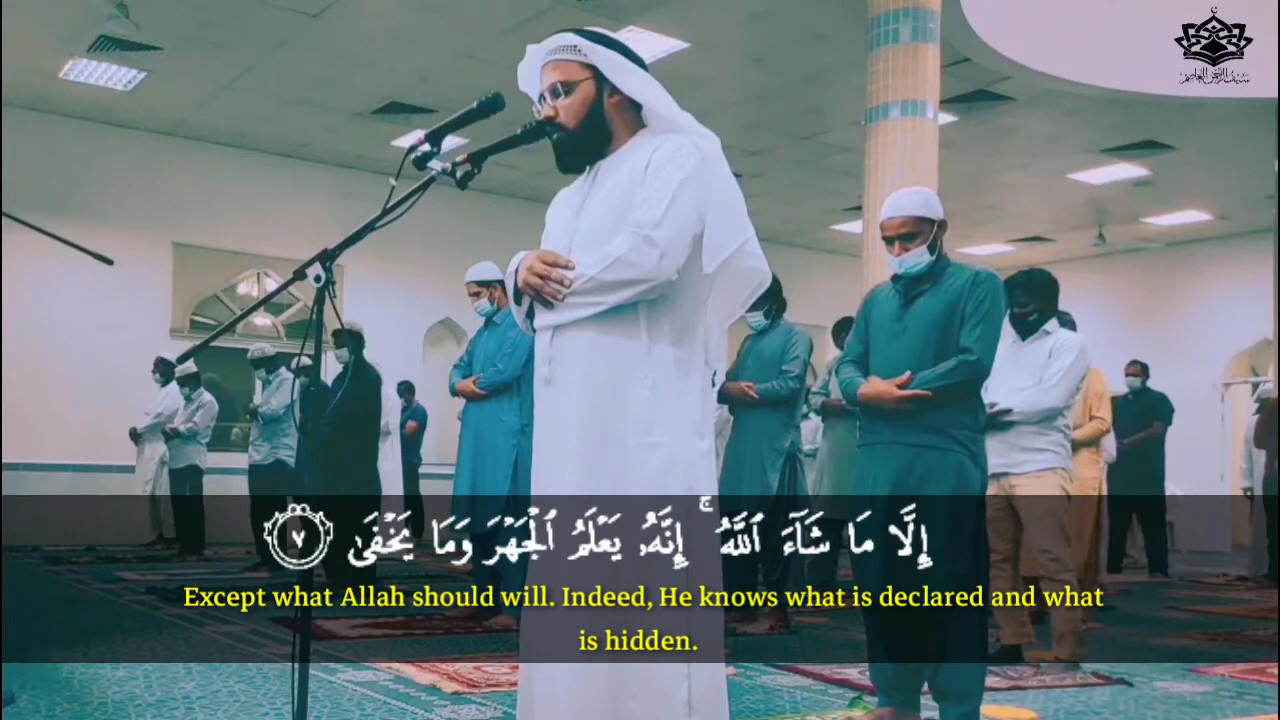 إِلَّا مَا شَآءَ ٱللَّهُ ۚ إِنَّهُۥ يَعْلَمُ ٱلْجَهْرَ وَمَا يَخْفَىٰ ٧
Except what Allah should will. Indeed, He knows what is declared and what
is hidden.